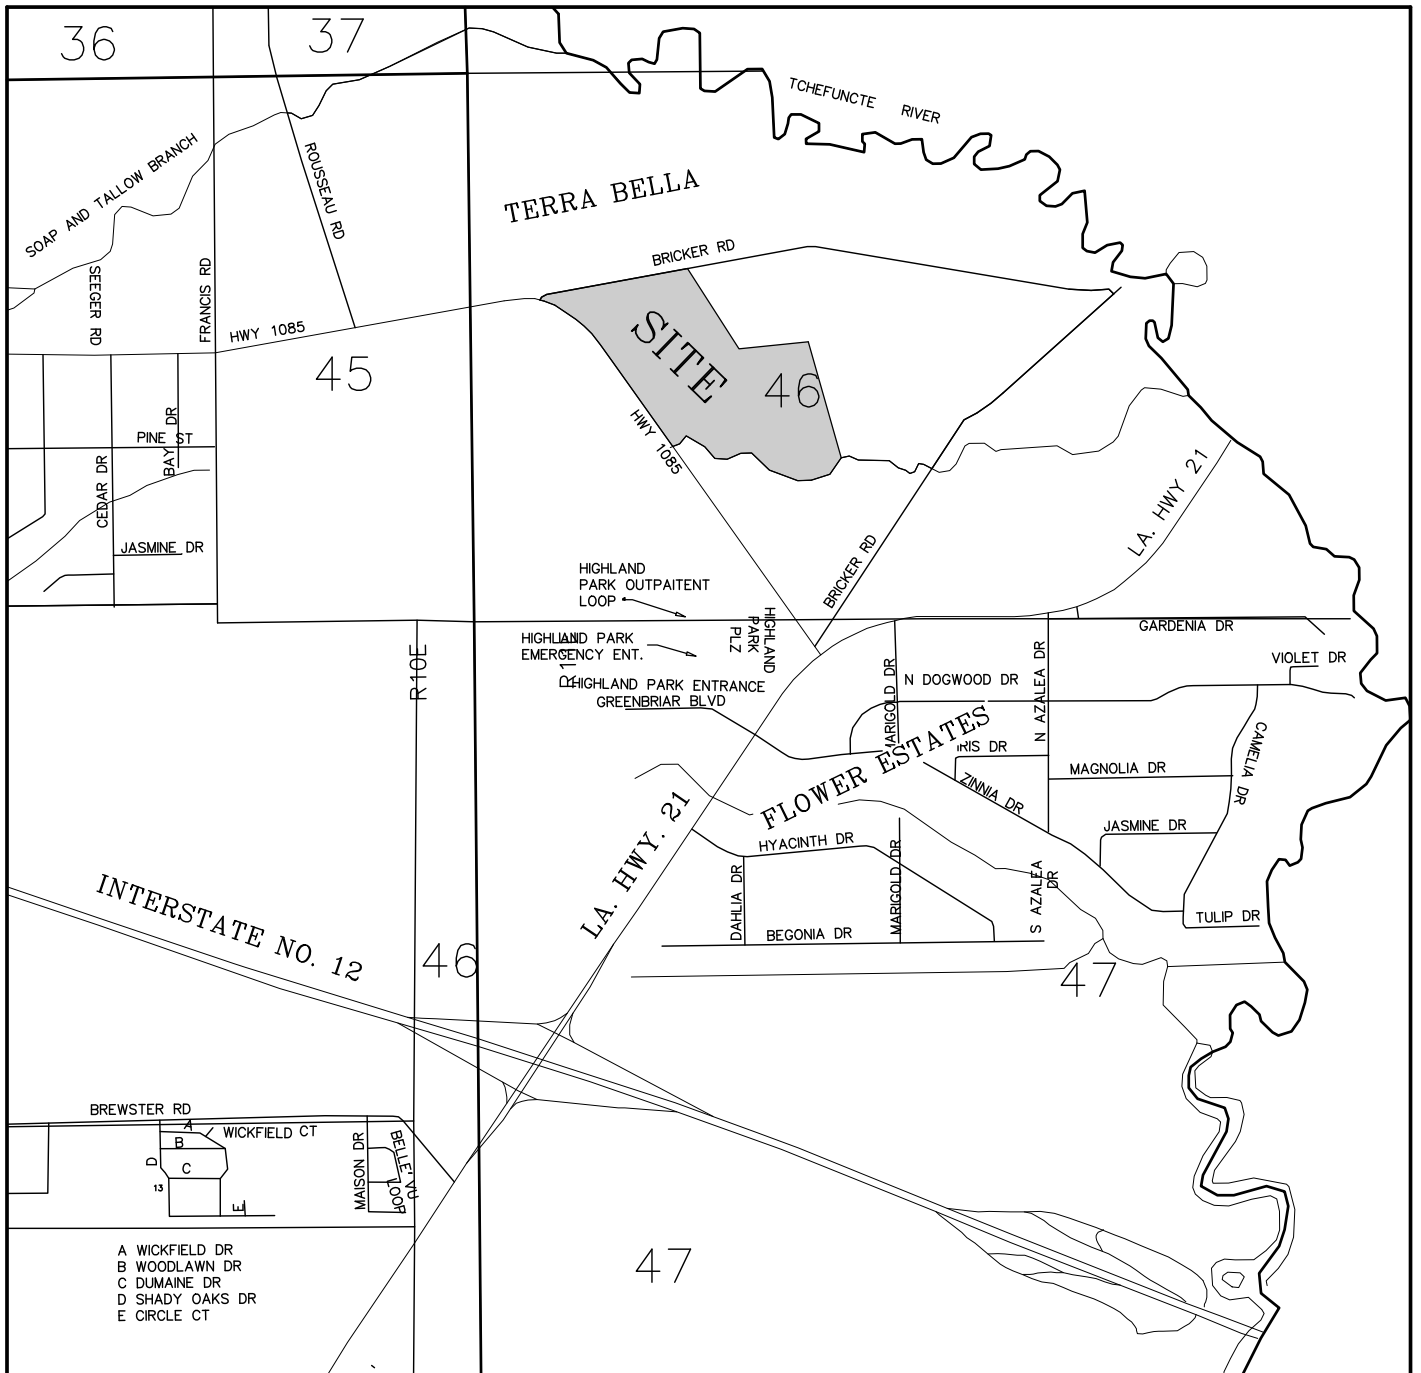 36
37
TCHEFUNCTE RIVER
SOAP AND TALLOW BRANCH
ROUSSEAU RD
TERRA BELLA
BRICKER RD
SEEGER RD
FRANCIS RD
HWY 1085
SITE
45
46
HWY 1085
PINE ST
BAY DR
CEDAR DR
JASMINE DR
LA. HWY 21
BRICKER RD
HIGHLAND
PARK OUTPAITENT
LOOP
HIGHLAND
PARK
PLZ
HIGHLAND PARK
EMERGENCY ENT.
GARDENIA DR
VIOLET DR
R10E
HIGHLAND PARK ENTRANCE
GREENBRIAR BLVD
MARIGOLD DR
N DOGWOOD DR
N AZALEA DR
IRIS DR
FLOWER ESTATES
CAMELIA DR
MAGNOLIA DR
ZINNIA DR
JASMINE DR
LA. HWY. 21
HYACINTH DR
DAHLIA DR
MARIGOLD DR
S AZALEA
DR
BEGONIA DR
TULIP DR
INTERSTATE NO. 12
46
47
BREWSTER RD
A
WICKFIELD CT
B
C
D
13
E
MAISON DR
BELLE'VU
LOOP
47
A WICKFIELD DR
B WOODLAWN DR
C DUMAINE DR
D SHADY OAKS DR
E CIRCLE CT